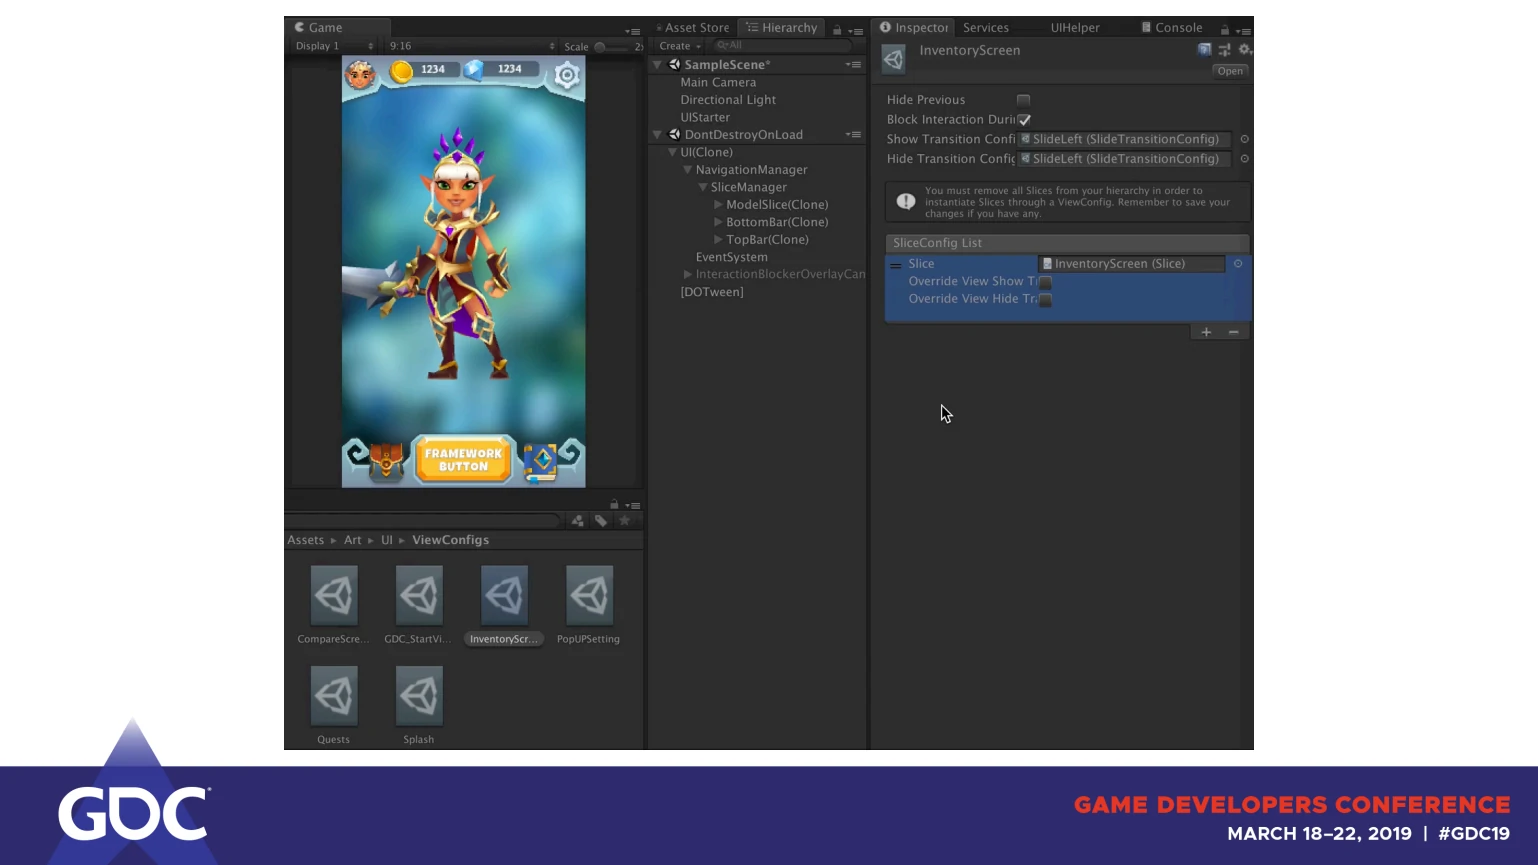 Game
Display 1
9:16
Scale
1234
1234
FRAMEWORK
BUTTON
Asset Store
Hierarchy
Create
All
SampleScene*
Main Camera
Directional Light
UIStarter
DontDestroyOnLoad
UI(Clone)
NavigationManager
SliceManager
ModelSlice(Clone)
BottomBar(Clone)
TopBar(Clone)
EventSystem
InteractionBlockerOverlayCan
[DOTween]
Inspector
Services
UIHelper
Console
InventoryScreen
Open
Hide Previous
Block Interaction Duri
Show Transition Confi
SlideLeft (SlideTransitionConfig)
Hide Transition Config
SlideLeft (SlideTransitionConfig)
You must remove all Slices from your hierarchy in order to
instantiate Slices through a ViewConfig. Remember to save your
changes if you have any.
SliceConfig List
Slice
InventoryScreen (Slice)
Override View Show T
Override View Hide Tr
Assets ▸ Art ▸ UI ▸ ViewConfigs
CompareScre...
GDC_StartVi...
InventoryScr...
PopUPSetting
Quests
Splash
GDC
GAME DEVELOPERS CONFERENCE
MARCH 18–22, 2019 | #GDC19